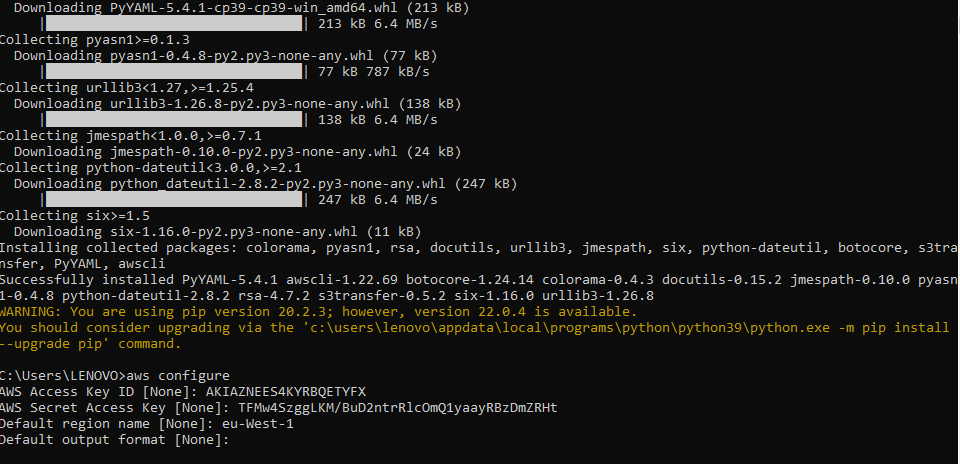 Downloading PyYAML-5.4.1-cp39-cp39-win_amd64.whl (213 kB)
|████████████████████████████████| 213 kB 6.4 MB/s
Collecting pyasn1>=0.1.3
Downloading pyasn1-0.4.8-py2.py3-none-any.whl (77 kB)
|████████████████████████████████| 77 kB 787 kB/s
Collecting urllib3<1.27,>=1.25.4
Downloading urllib3-1.26.8-py2.py3-none-any.whl (138 kB)
|████████████████████████████████| 138 kB 6.4 MB/s
Collecting jmespath<1.0.0,>=0.7.1
Downloading jmespath-0.10.0-py2.py3-none-any.whl (24 kB)
Collecting python-dateutil<3.0.0,>=2.1
Downloading python_dateutil-2.8.2-py2.py3-none-any.whl (247 kB)
|████████████████████████████████| 247 kB 6.4 MB/s
Collecting six>=1.5
Downloading six-1.16.0-py2.py3-none-any.whl (11 kB)
Installing collected packages: colorama, pyasn1, rsa, docutils, urllib3, jmespath, six, python-dateutil, botocore, s3tra
nsfer, PyYAML, awscli
Successfully installed PyYAML-5.4.1 awscli-1.22.69 botocore-1.24.14 colorama-0.4.3 docutils-0.15.2 jmespath-0.10.0 pyasn
1-0.4.8 python-dateutil-2.8.2 rsa-4.7.2 s3transfer-0.5.2 six-1.16.0 urllib3-1.26.8
WARNING: You are using pip version 20.2.3; however, version 22.0.4 is available.
You should consider upgrading via the 'c:\users\lenovo\appdata\local\programs\python\python39\python.exe -m pip install
--upgrade pip' command.
C:\Users\LENOVO>aws configure
AWS Access Key ID [None]: AKIAZNEES4KYRBQETYFX
AWS Secret Access Key [None]: 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
Default region name [None]: eu-West-1
Default output format [None]: